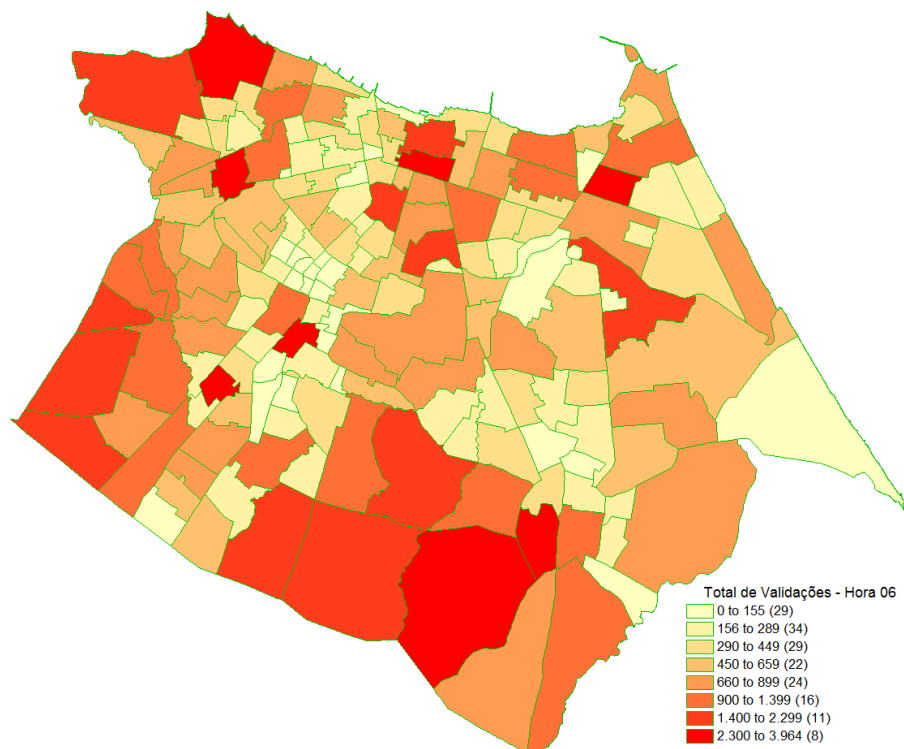 Total de Validações - Hora 06
0 to 155 (29)
156 to 289 (34)
290 to 449 (29)
450 to 659 (22)
660 to 899 (24)
900 to 1.399 (16)
1.400 to 2.299 (11)
2.300 to 3.964 (8)